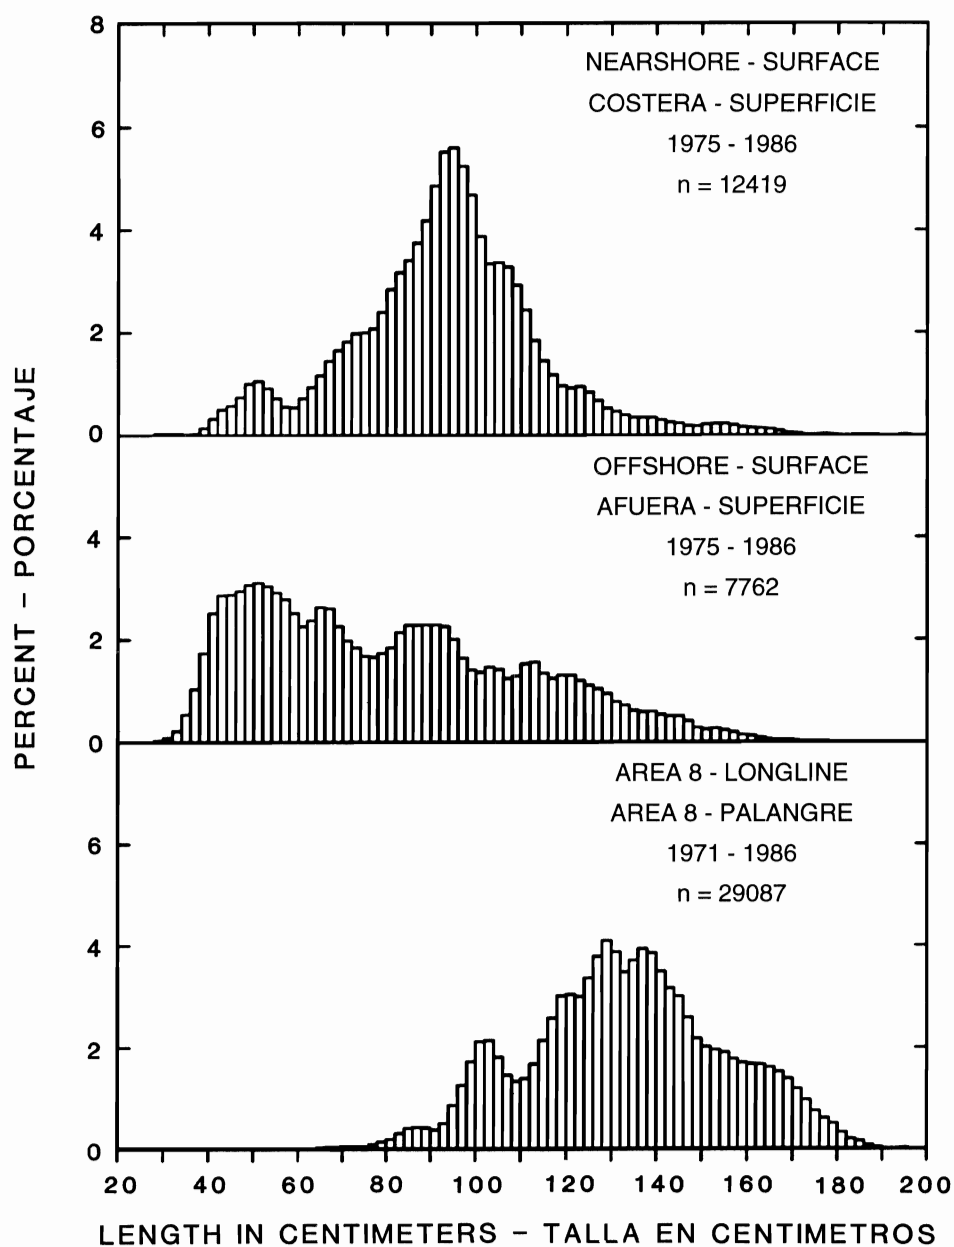 8
NEARSHORE - SURFACE
COSTERA - SUPERFICIE
1975 - 1986
n = 12419
6
4
2
0
OFFSHORE - SURFACE
AFUERA - SUPERFICIE
1975 - 1986
n = 7762
4
2
0
AREA 8 - LONGLINE
AREA 8 - PALANGRE
1971 - 1986
n = 29087
6
4
2
0
PERCENT – PORCENTAJE
20 40 60 80 100 120 140 160 180 200
LENGTH IN CENTIMETERS – TALLA EN CENTIMETROS